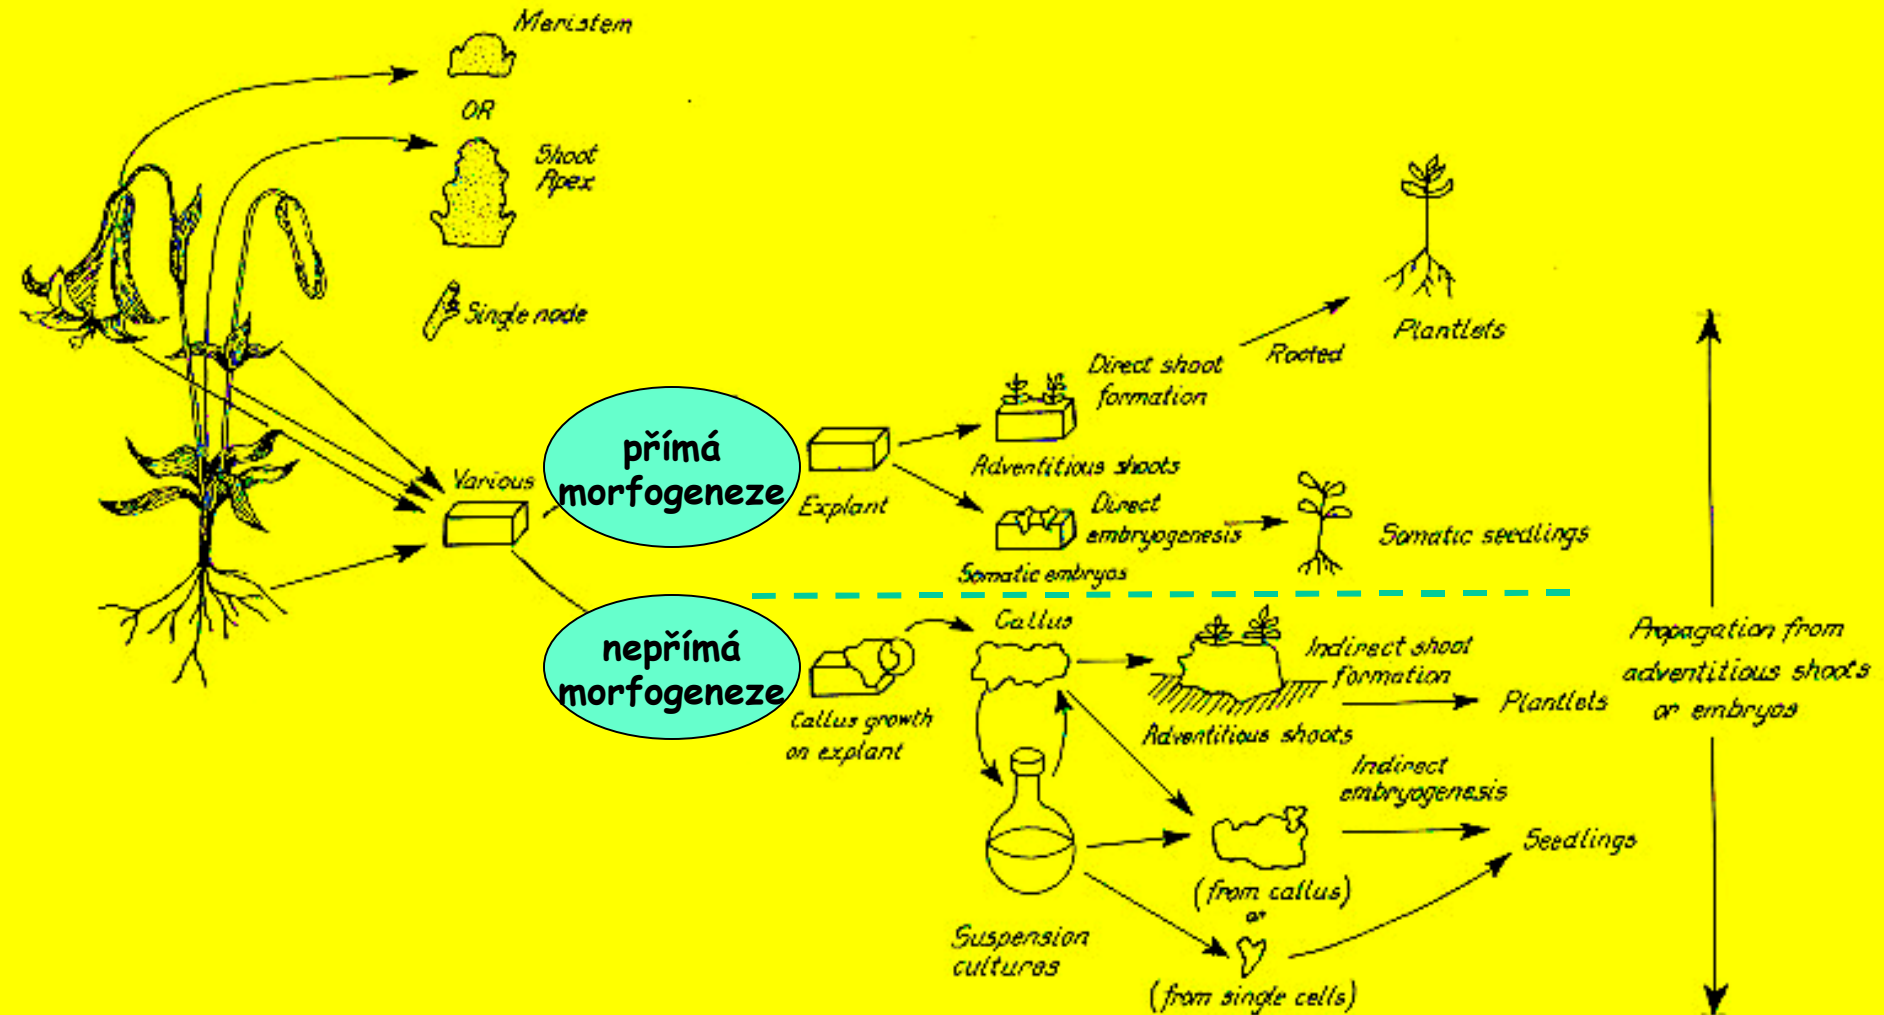 Meristem
OR
Shoot
Apex
Single node
Various
přímá
morfogeneze
Explant
Direct shoot
formation
Adventitious shoots
Rooted
Plantlets
Direct
embryogenesis
Somatic embryos
Somatic seedlings
nepřímá
morfogeneze
Callus growth
on explant
Callus
Indirect shoot
formation
Adventitious shoots
Plantlets
Indirect
embryogenesis
Seedlings
(from callus)
or
(from single cells)
Suspension
cultures
Propagation from
adventitious shoots
or embryos